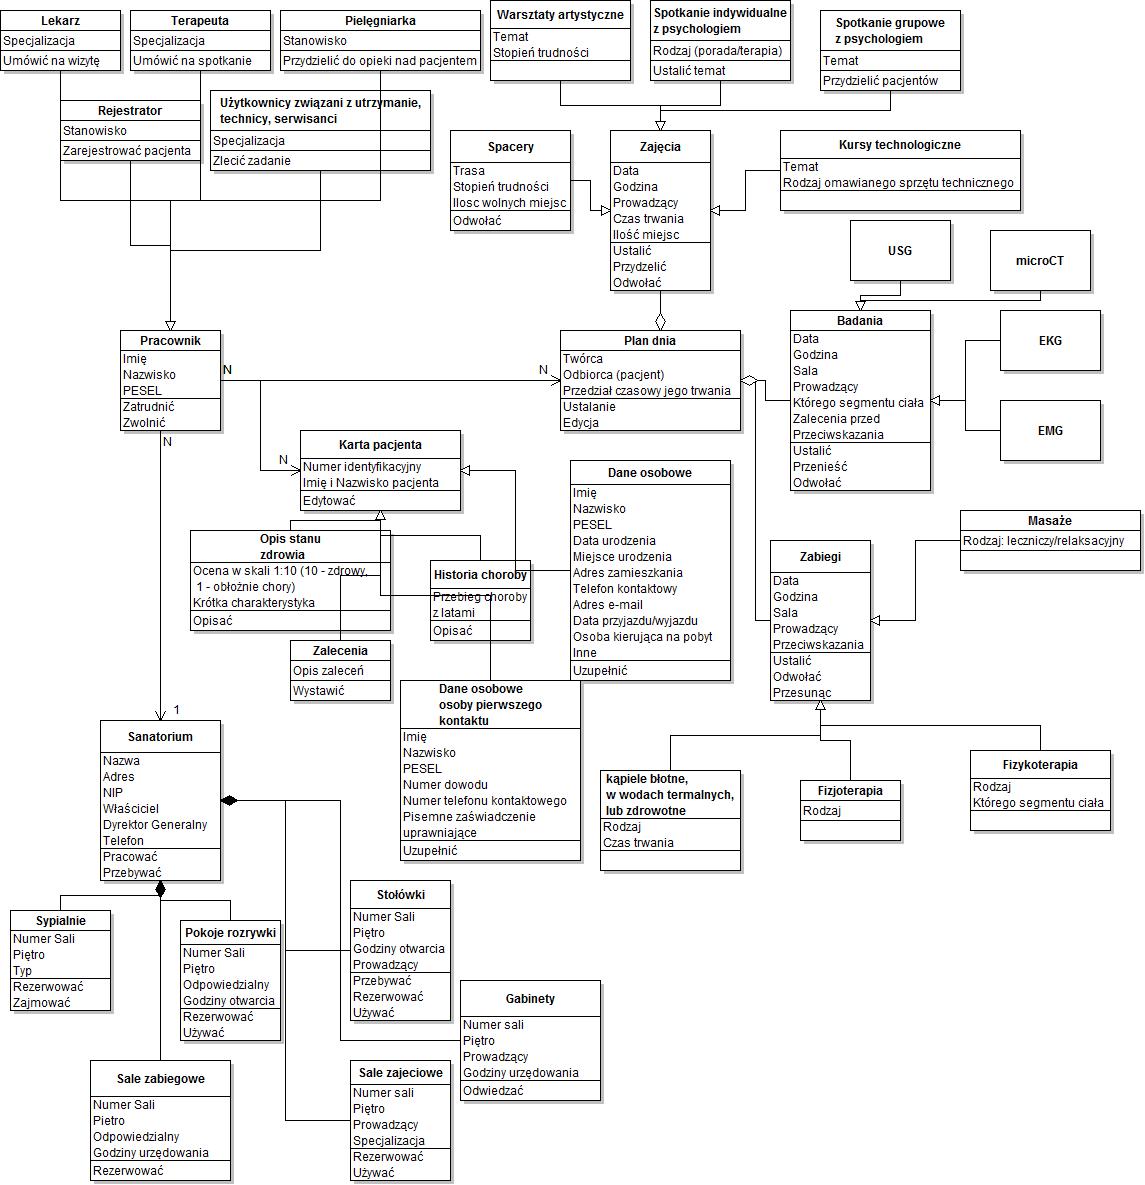 Lekarz
Specjalizacja
Umówić na wizytę
Terapeuta
Specjalizacja
Umówić na spotkanie
Pielęgniarka
Stanowisko
Przydzielić do opieki nad pacjentem
Warsztaty artystyczne
Temat
Stopień trudności
Spotkanie indywidualne
z psychologiem
Rodzaj (porada/terapia)
Ustalić temat
Spotkanie grupowe
z psychologiem
Temat
Przydzielić pacjentów
Rejestrator
Stanowisko
Zarejestrować pacjenta
Użytkownicy związani z utrzymanie,
technicy, serwisanci
Specjalizacja
Zlecić zadanie
Spacery
Trasa
Stopień trudności
Ilosc wolnych miejsc
Odwołać
Zajęcia
Data
Godzina
Prowadzący
Czas trwania
Ilość miejsc
Ustalić
Przydzelić
Odwołać
Kursy technologiczne
Temat
Rodzaj omawianego sprzętu technicznego
USG
microCT
Pracownik
Imię
Nazwisko
PESEL
Zatrudnić
Zwolnić
N
N
N
N
1
Plan dnia
Twórca
Odbiorca (pacjent)
Przedział czasowy jego trwania
Ustalanie
Edycja
Badania
Data
Godzina
Sala
Prowadzący
Którego segmentu ciała
Zalecenia przed
Przeciwskazania
Ustalić
Przenieść
Odwołać
EKG
EMG
Karta pacjenta
Numer identyfikacyjny
Imię i Nazwisko pacjenta
Edytować
Dane osobowe
Imię
Nazwisko
PESEL
Data urodzenia
Miejsce urodzenia
Adres zamieszkania
Telefon kontaktowy
Adres e-mail
Data przyjazdu/wyjazdu
Osoba kierująca na pobyt
Inne
Uzupełnić
Opis stanu
zdrowia
Ocena w skali 1:10 (10 - zdrowy,
1 - obłożnie chory)
Krótka charakterystyka
Opisać
Historia choroby
Przebieg choroby
z latami
Opisać
Zalecenia
Opis zaleceń
Wystawić
Masaże
Rodzaj: leczniczy/relaksacyjny
Zabiegi
Data
Godzina
Sala
Prowadzący
Przeciwskazania
Ustalić
Odwołać
Przesunąc
Dane osobowe
osoby pierwszego
kontaktu
Imię
Nazwisko
PESEL
Numer dowodu
Numer telefonu kontaktowego
Pisemne zaświadczenie
uprawniające
Uzupełnić
Sanatorium
Nazwa
Adres
NIP
Właściciel
Dyrektor Generalny
Telefon
Pracować
Przebywać
kąpiele błotne,
w wodach termalnych,
lub zdrowotne
Rodzaj
Czas trwania
Fizjoterapia
Rodzaj
Fizykoterapia
Rodzaj
Którego segmentu ciała
Sypialnie
Numer Sali
Piętro
Typ
Rezerwować
Zajmować
Pokoje rozrywki
Numer Sali
Piętro
Odpowiedzialny
Godziny otwarcia
Rezerwować
Używać
Stołówki
Numer Sali
Piętro
Godziny otwarcia
Prowadzący
Przebywać
Rezerwować
Używać
Gabinety
Numer sali
Piętro
Prowadzący
Godziny urzędowania
Odwiedzać
Sale zabiegowe
Numer Sali
Pietro
Odpowiedzialny
Godziny urzędowania
Rezerwować
Sale zajeciowe
Numer sali
Piętro
Prowadzący
Specjalizacja
Rezerwować
Używać